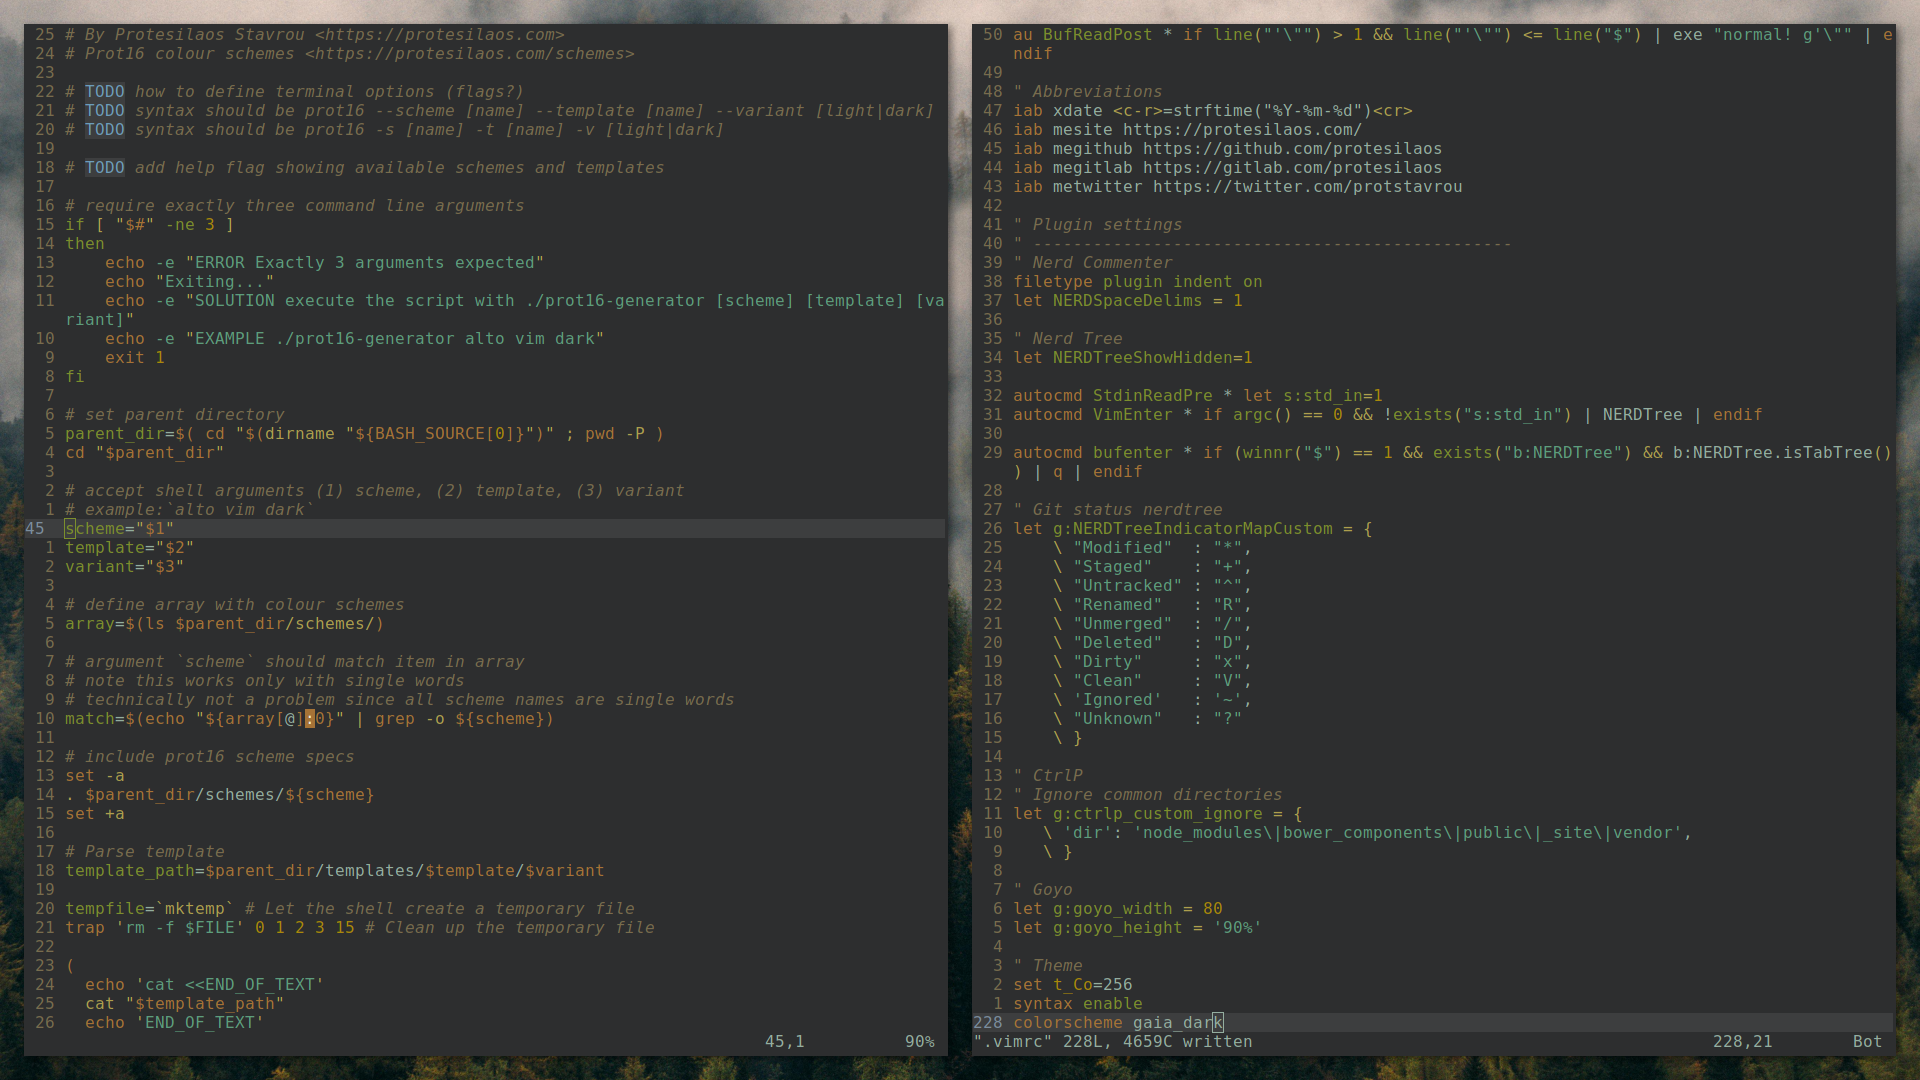 25 # By Protesilaos Stavrou <https://protesilaos.com>
24 # Prot16 colour schemes <https://protesilaos.com/schemes>
23
22 # TODO how to define terminal options (flags?)
21 # TODO syntax should be prot16 --scheme [name] --template [name] --variant [light|dark]
20 # TODO syntax should be prot16 -s [name] -t [name] -v [light|dark]
19
18 # TODO add help flag showing available schemes and templates
17
16 # require exactly three command line arguments
15 if [ "$#" -ne 3 ]
14 then
13     echo -e "ERROR Exactly 3 arguments expected"
12     echo "Exiting..."
11     echo -e "SOLUTION execute the script with ./prot16-generator [scheme] [template] [va
riant]"
10     echo -e "EXAMPLE ./prot16-generator alto vim dark"
9     exit 1
8 fi
7
6 # set parent directory
5 parent_dir=$( cd "$(dirname "${BASH_SOURCE[0]}")" ; pwd -P )
4 cd "$parent_dir"
3
2 # accept shell arguments (1) scheme, (2) template, (3) variant
1 # example:`alto vim dark`
45 scheme="$1"
1 template="$2"
2 variant="$3"
3
4 # define array with colour schemes
5 array=$(ls $parent_dir/schemes/)
6
7 # argument `scheme` should match item in array
8 # note this works only with single words
9 # technically not a problem since all scheme names are single words
10 match=$(echo "${array[@]:0}" | grep -o ${scheme})
11
12 # include prot16 scheme specs
13 set -a
14 . $parent_dir/schemes/${scheme}
15 set +a
16
17 # Parse template
18 template_path=$parent_dir/templates/$template/$variant
19
20 tempfile=`mktemp` # Let the shell create a temporary file
21 trap 'rm -f $FILE' 0 1 2 3 15 # Clean up the temporary file
22
23 (
24   echo 'cat <<END_OF_TEXT'
25   cat "$template_path"
26   echo 'END_OF_TEXT'
45,1 90%
50 au BufReadPost * if line("'\"") > 1 && line("'\"") <= line("$") | exe "normal! g'\"" | e
ndif
49
48 " Abbreviations
47 iab xdate <c-r>=strftime("%Y-%m-%d")<cr>
46 iab mesite https://protesilaos.com/
45 iab megithub https://github.com/protesilaos
44 iab megitlab https://gitlab.com/protesilaos
43 iab metwitter https://twitter.com/protstavrou
42
41 " Plugin settings
40 " ------------------------------------------------
39 " Nerd Commenter
38 filetype plugin indent on
37 let NERDSpaceDelims = 1
36
35 " Nerd Tree
34 let NERDTreeShowHidden=1
33
32 autocmd StdinReadPre * let s:std_in=1
31 autocmd VimEnter * if argc() == 0 && !exists("s:std_in") | NERDTree | endif
30
29 autocmd bufenter * if (winnr("$") == 1 && exists("b:NERDTree") && b:NERDTree.isTabTree()
) | q | endif
28
27 " Git status nerdtree
26 let g:NERDTreeIndicatorMapCustom = {
25     \ "Modified"  : "*",
24     \ "Staged"    : "+",
23     \ "Untracked" : "^",
22     \ "Renamed"   : "R",
21     \ "Unmerged"  : "/",
20     \ "Deleted"   : "D",
19     \ "Dirty"     : "x",
18     \ "Clean"     : "V",
17     \ 'Ignored'   : '~',
16     \ "Unknown"   : "?"
15     \ }
14
13 " CtrlP
12 " Ignore common directories
11 let g:ctrlp_custom_ignore = {
10    \ 'dir': 'node_modules\|bower_components\|public\|_site\|vendor',
9    \ }
8
7 " Goyo
6 let g:goyo_width = 80
5 let g:goyo_height = '90%'
4
3 " Theme
2 set t_Co=256
1 syntax enable
228 colorscheme gaia_dark
".vimrc" 228L, 4659C written 228,21 Bot